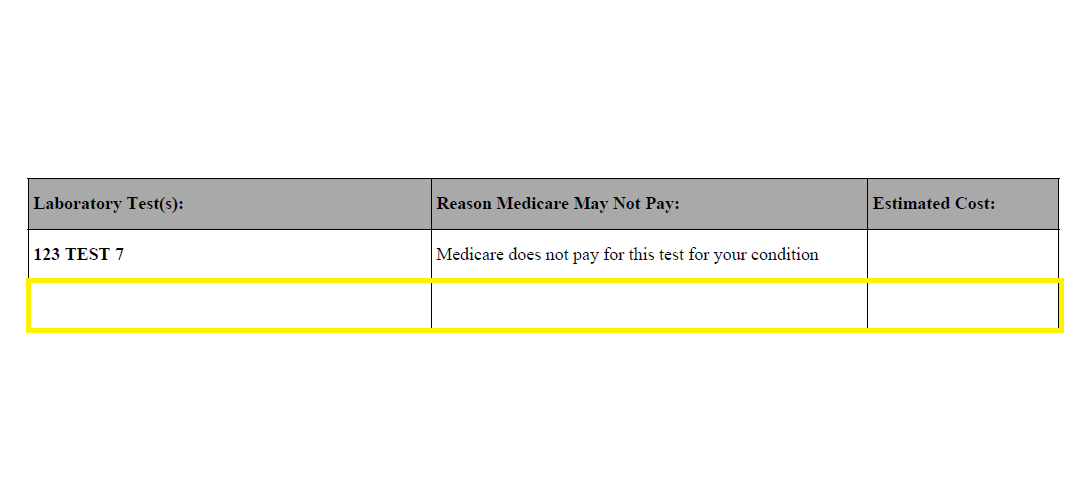 Laboratory Test(s): Reason Medicare May Not Pay: Estimated Cost:
123 TEST 7 Medicare does not pay for this test for your condition